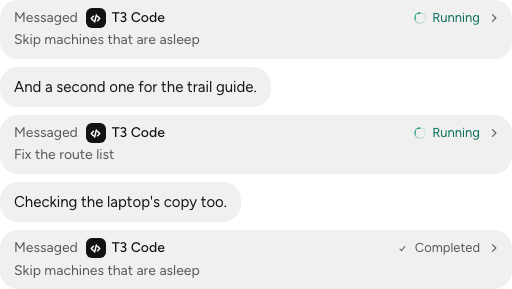 Messaged T3 Code Running
Skip machines that are asleep
And a second one for the trail guide.
Messaged T3 Code Running
Fix the route list
Checking the laptop's copy too.
Messaged T3 Code Completed
Skip machines that are asleep